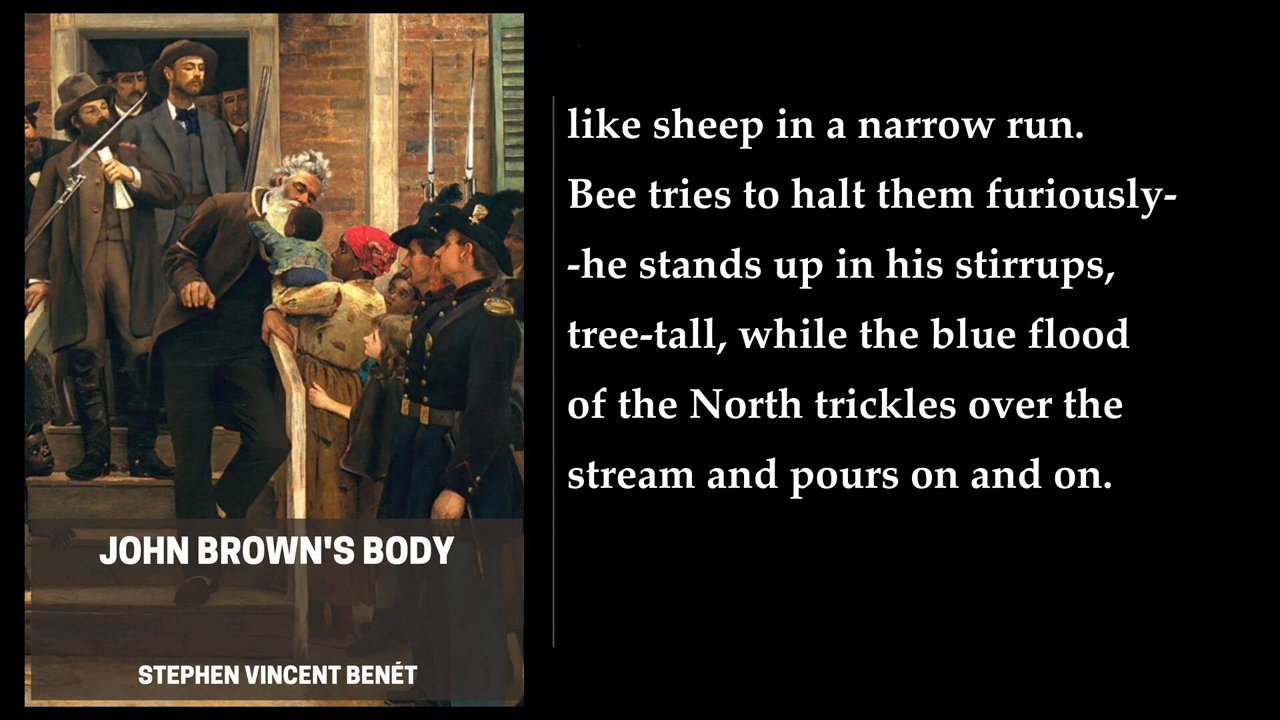 JOHN BROWN'S BODY
STEPHEN VINCENT BENÉT
like sheep in a narrow run.
Bee tries to halt them furiously-
-he stands up in his stirrups,
tree-tall, while the blue flood
of the North trickles over the
stream and pours on and on.